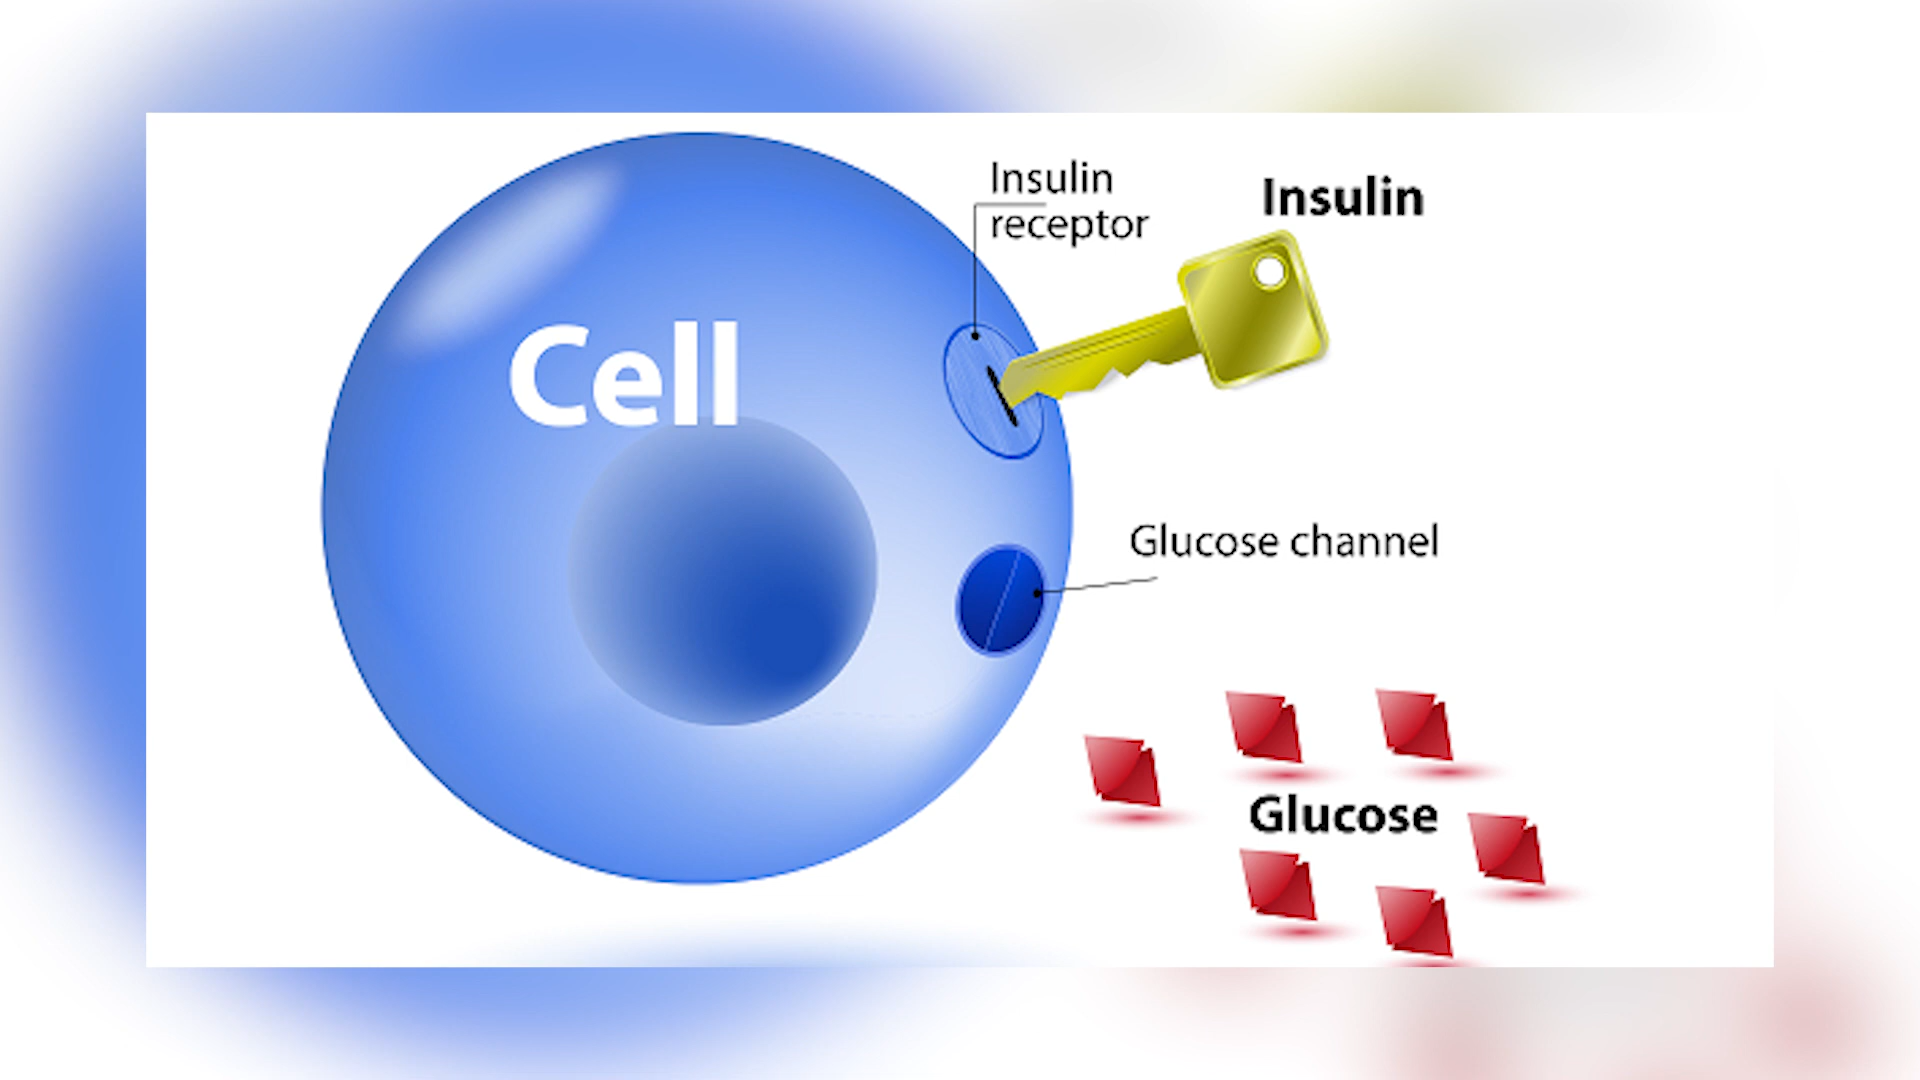 Insulin
receptor
Insulin
Cell
Glucose channel
Glucose